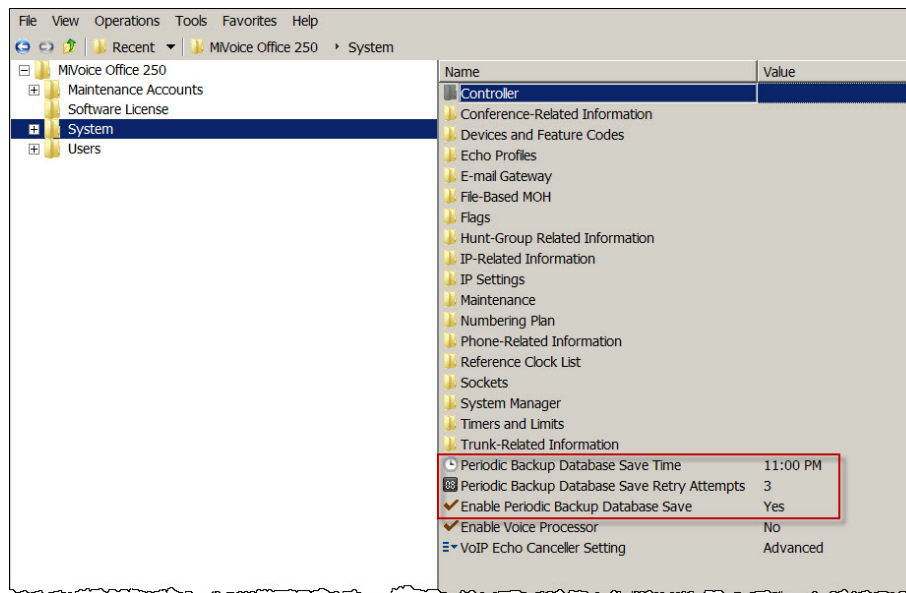 File View Operations Tools Favorites Help
Recent MiVoice Office 250 System
MiVoice Office 250
Maintenance Accounts
Software License
System
Users
Name Value
Controller
Conference-Related Information
Devices and Feature Codes
Echo Profiles
E-mail Gateway
File-Based MOH
Flags
Hunt-Group Related Information
IP-Related Information
IP Settings
Maintenance
Numbering Plan
Phone-Related Information
Reference Clock List
Sockets
System Manager
Timers and Limits
Trunk-Related Information
Periodic Backup Database Save Time 11:00 PM
Periodic Backup Database Save Retry Attempts 3
Enable Periodic Backup Database Save Yes
Enable Voice Processor No
VoIP Echo Canceller Setting Advanced